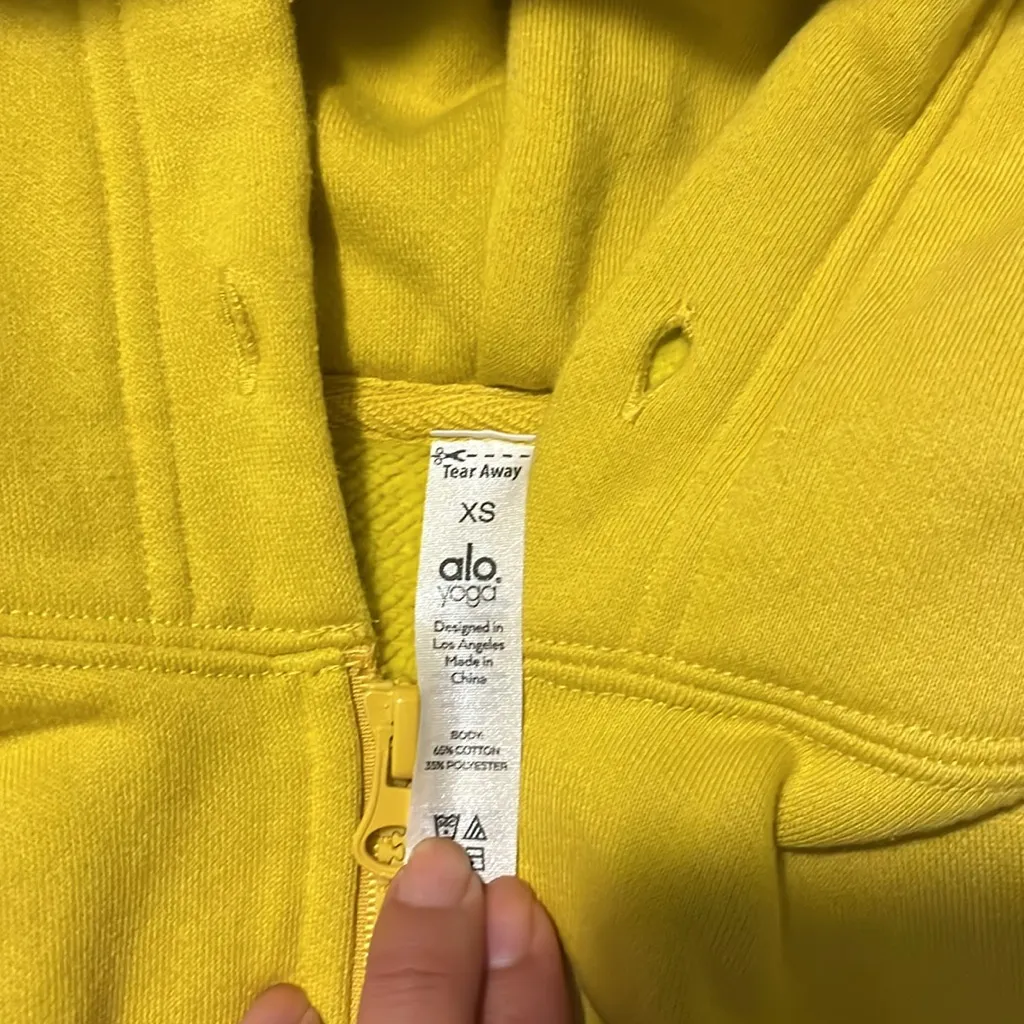 Tear Away
XS
alo
yoga
Designed in
Los Angeles
Made in
China
BODY:
65% COTTON
35% POLYESTER